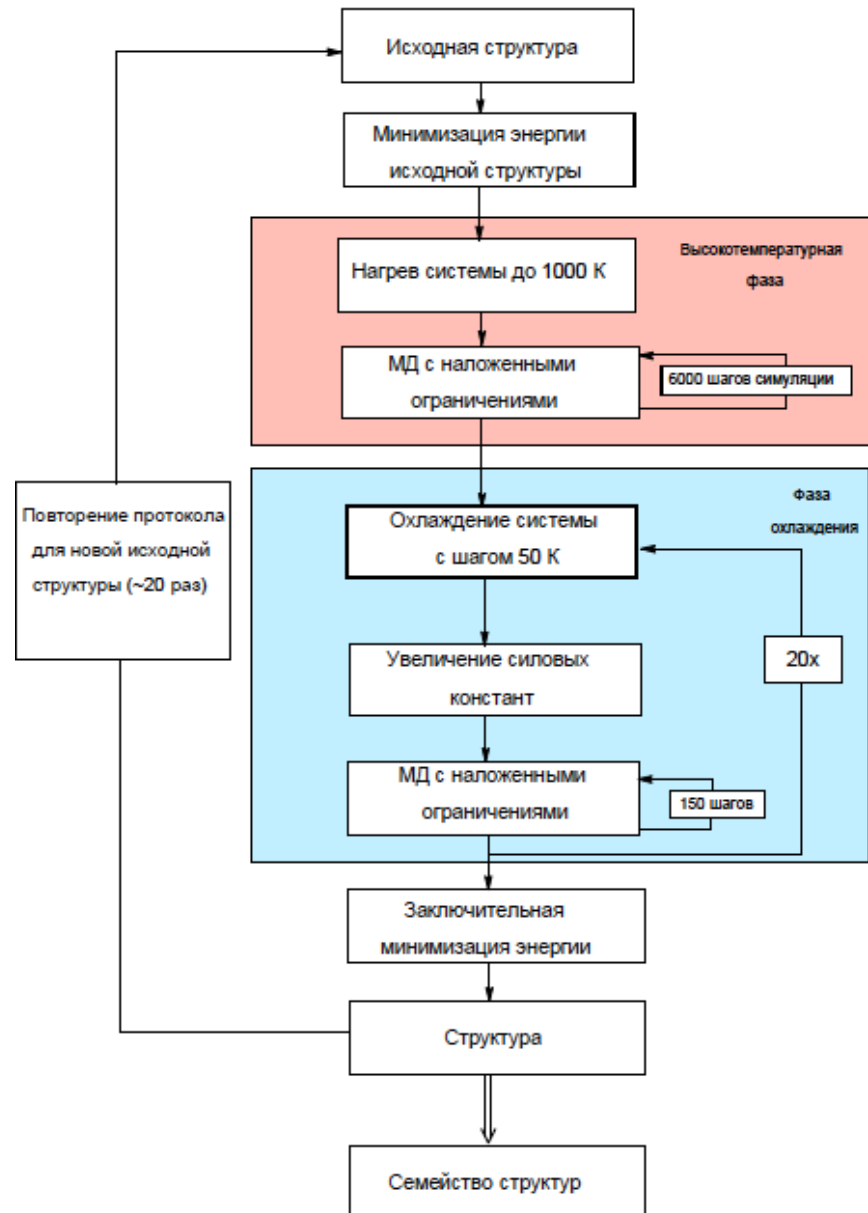 Исходная структура
Минимизация энергии
исходной структуры
Высокотемпературная
фаза
Нагрев системы до 1000 К
МД с наложенными
ограничениями
6000 шагов симуляции
Фаза
охлаждения
Охлаждение системы
с шагом 50 К
Повторение протокола
для новой исходной
структуры (~20 раз)
20x
Увеличение силовых
констант
МД с наложенными
ограничениями
150 шагов
Заключительная
минимизация энергии
Структура
Семейство структур